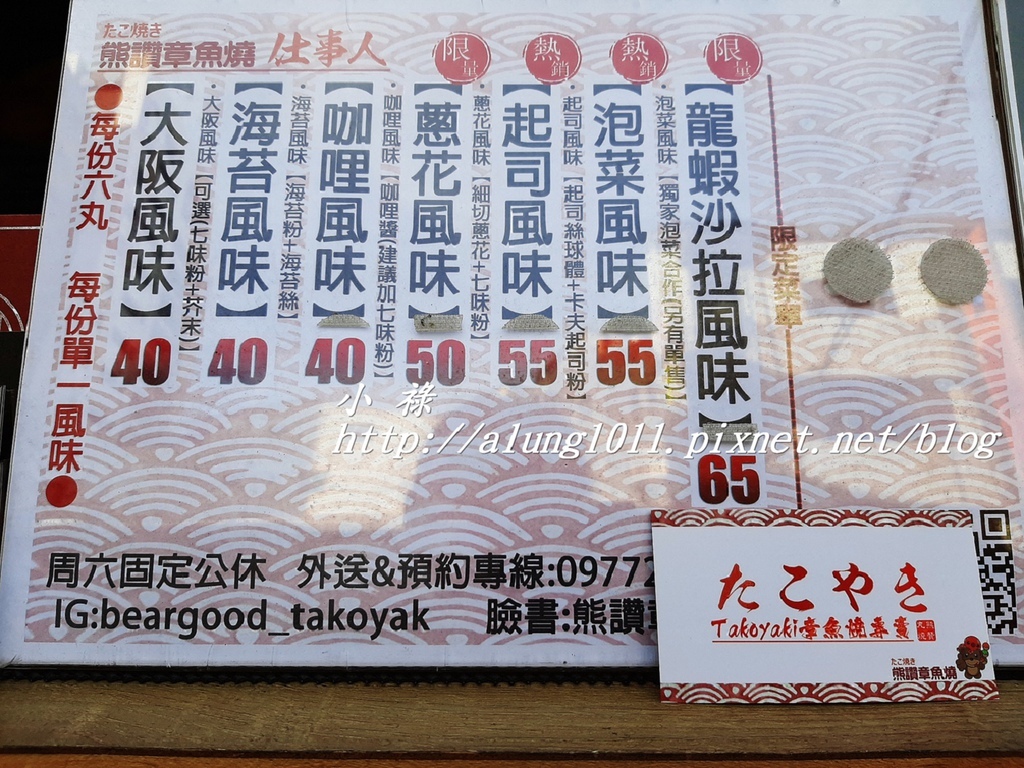 たこ焼き
熊讚章魚燒 仕事人
限量
熱銷
熱銷
限量
●每份六丸 每份單一風味●
【大阪風味】40
・大阪風味【可選(七味粉+芥末)】
【海苔風味】40
・海苔風味【海苔粉+海苔絲】
【咖哩風味】40
・咖哩風味【咖哩醬(建議加七味粉)】
【蔥花風味】50
・蔥花風味【細切蔥花+七味粉】
【起司風味】55
・起司風味【起司絲球體+卡夫起司粉】
【泡菜風味】55
・泡菜風味【獨家泡菜合作(另有單售)】
【龍蝦沙拉風味】65
限定菜單
小祿
http://alung1011.pixnet.net/blog
周六固定公休 外送&預約專線:09772
IG:beargood_takoyak 臉書:熊讚章
たこやき
Takoyaki章魚燒專賣
たこ焼き
熊讚章魚燒